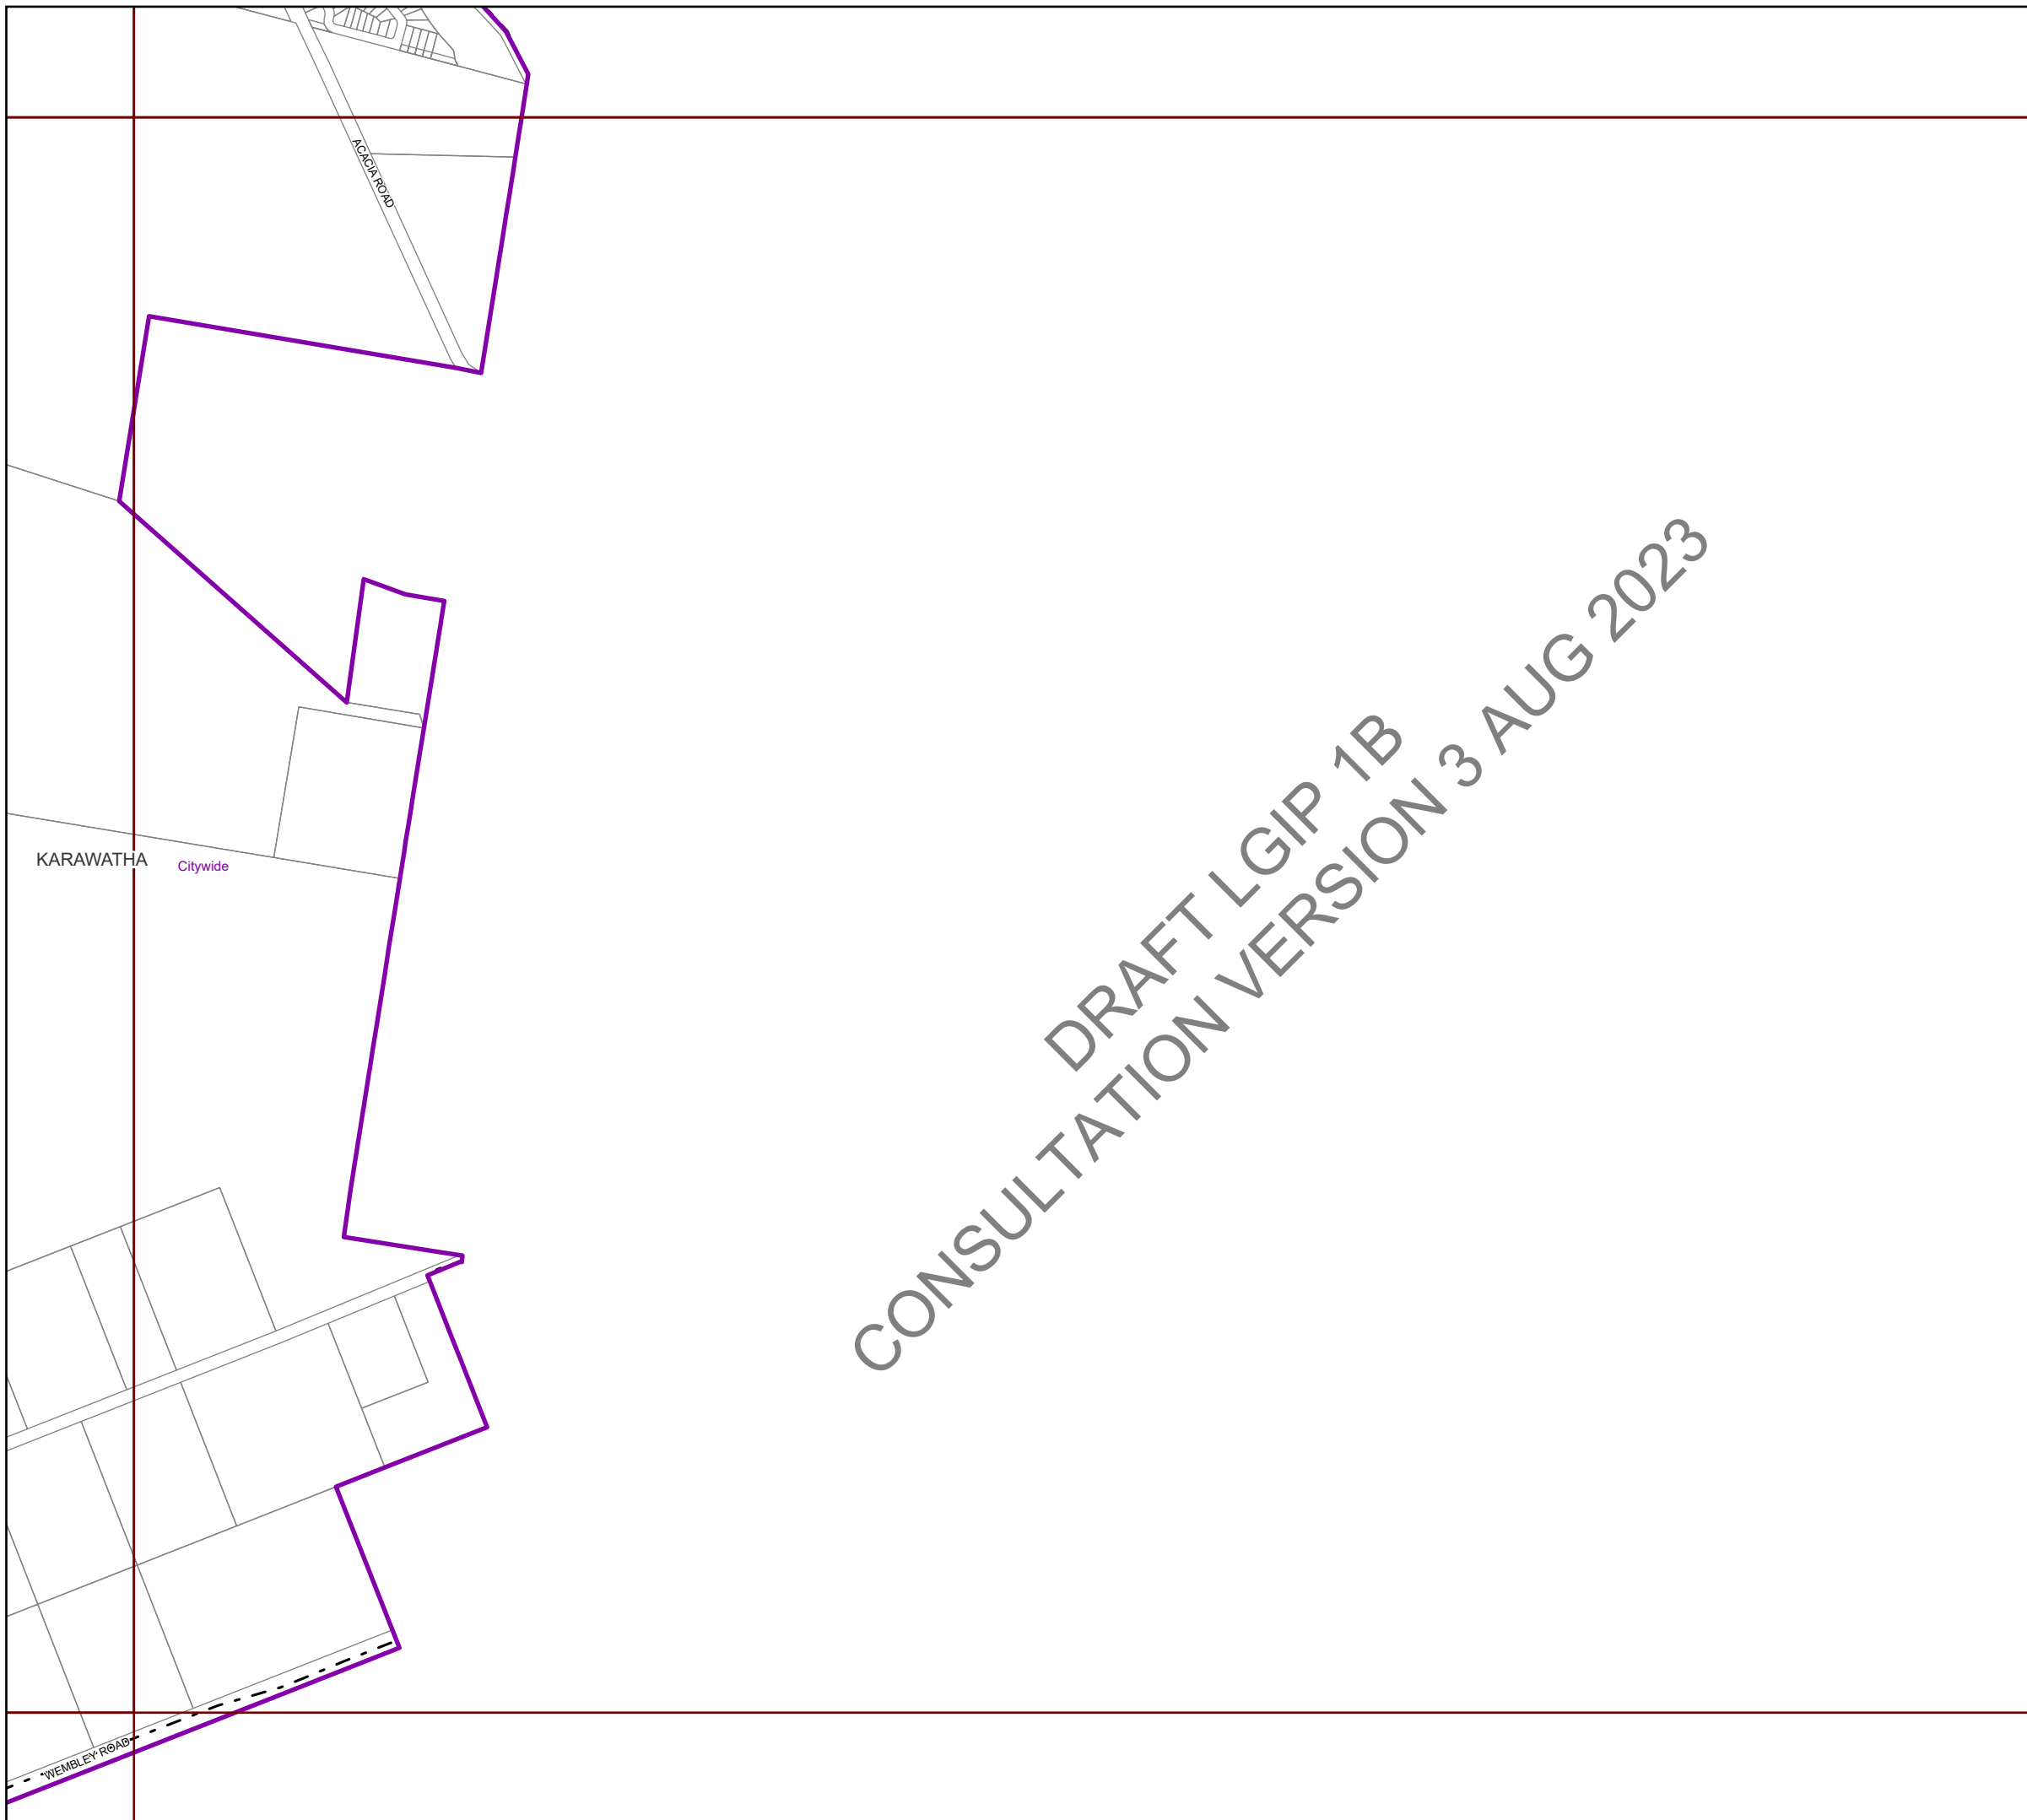 ACACIA ROAD
DRAFT LGIP 1B
CONSULTATION VERSION 3 AUG 2023
KARAWATHA
Citywide
WEMBLEY ROAD